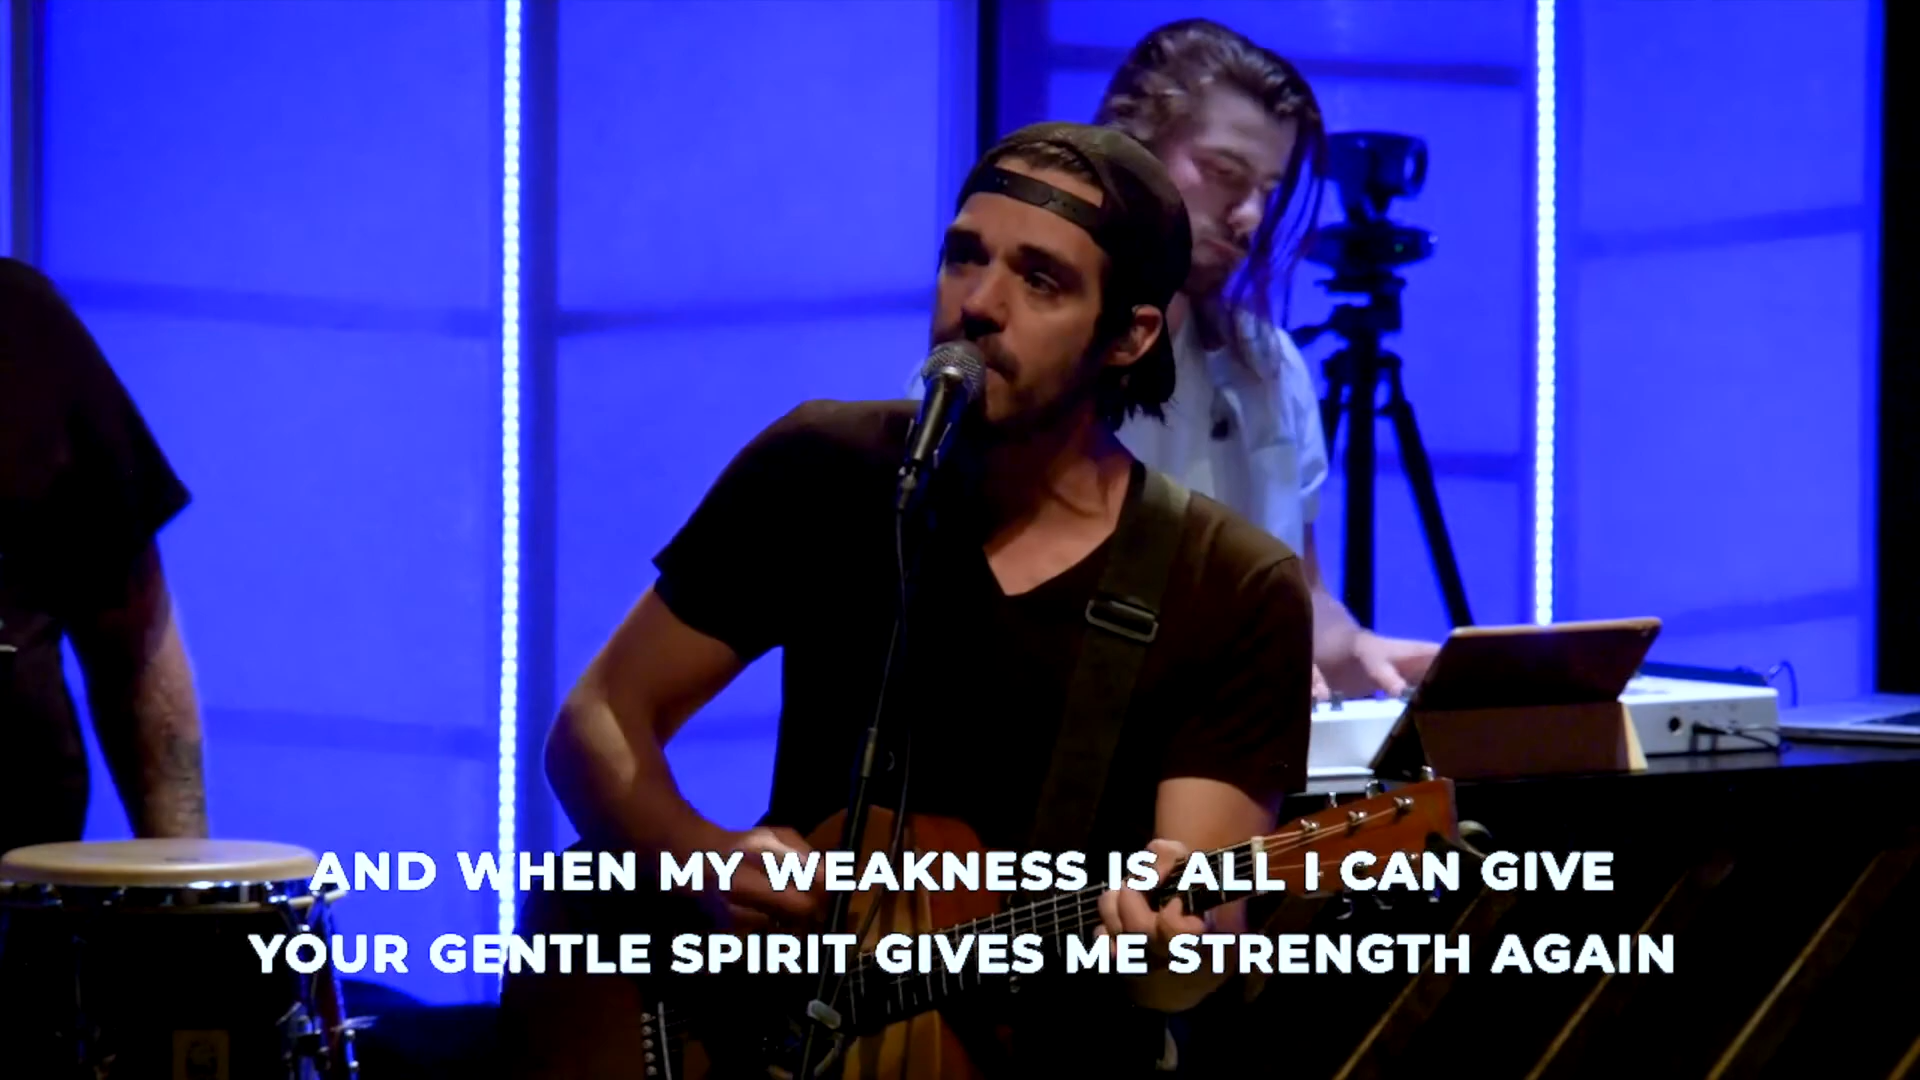 AND WHEN MY WEAKNESS IS ALL I CAN GIVE
YOUR GENTLE SPIRIT GIVES ME STRENGTH AGAIN